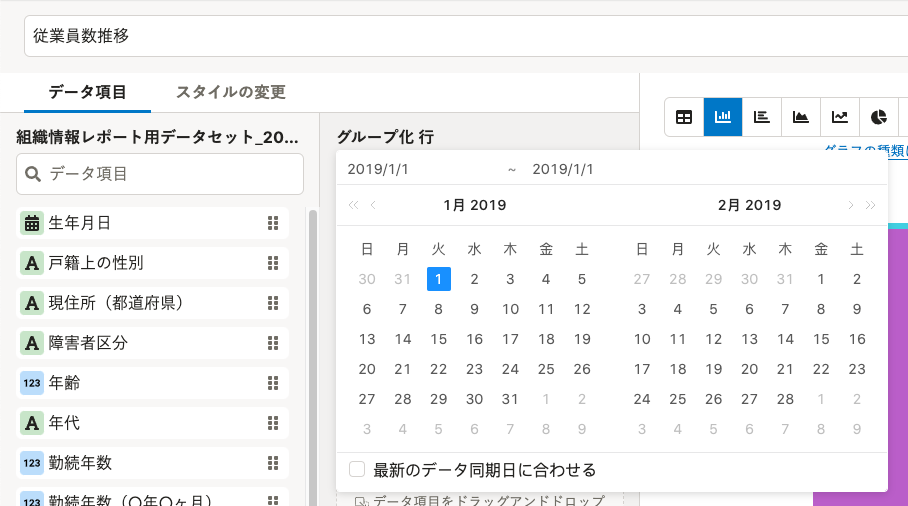 従業員数推移
データ項目
スタイルの変更
組織情報レポート用データセット_20...
データ項目
生年月日
A 戸籍上の性別
A 現住所（都道府県）
A 障害者区分
123 年齢
A 年代
123 勤続年数
123 勤続年数（〇年〇ヶ月）
グループ化 行
2019/1/1 ~ 2019/1/1
« ‹ 1月 2019
日 月 火 水 木 金 土
30 31 1 2 3 4 5
6 7 8 9 10 11 12
13 14 15 16 17 18 19
20 21 22 23 24 25 26
27 28 29 30 31 1 2
3 4 5 6 7 8 9
2月 2019 › »
日 月 火 水 木 金 土
27 28 29 30 31 1 2
3 4 5 6 7 8 9
10 11 12 13 14 15 16
17 18 19 20 21 22 23
24 25 26 27 28 1 2
3 4 5 6 7 8 9
最新のデータ同期日に合わせる
データ項目をドラッグアンドドロップ
グラフの種類